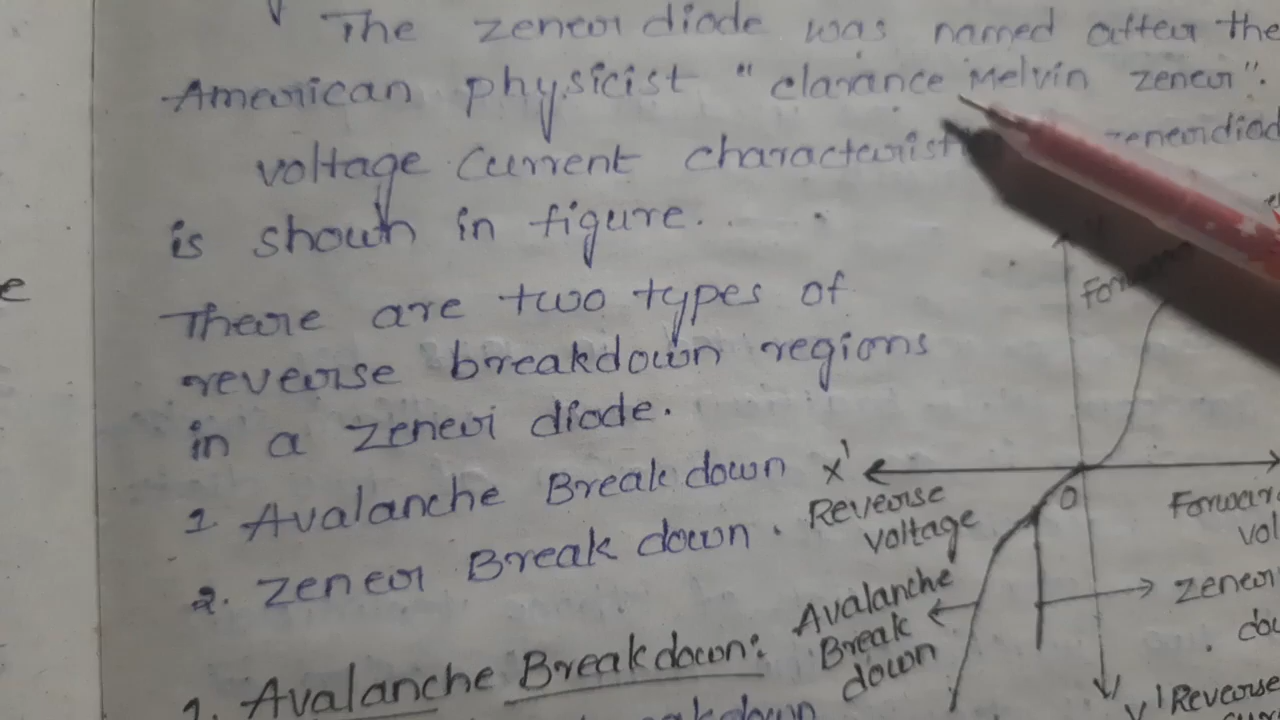 The zener diode was named after the
American physicist "clarance Melvin zener".
voltage Current
is shown in figure.
There are two types of
reverse breakdown regions
in a zener diode.
1 Avalanche Break down
2. zener Break down.
1. Avalanche Breakdown:
X'
Reverse
voltage
O
Avalanche
Break
down
zener
Y' Reverse
e